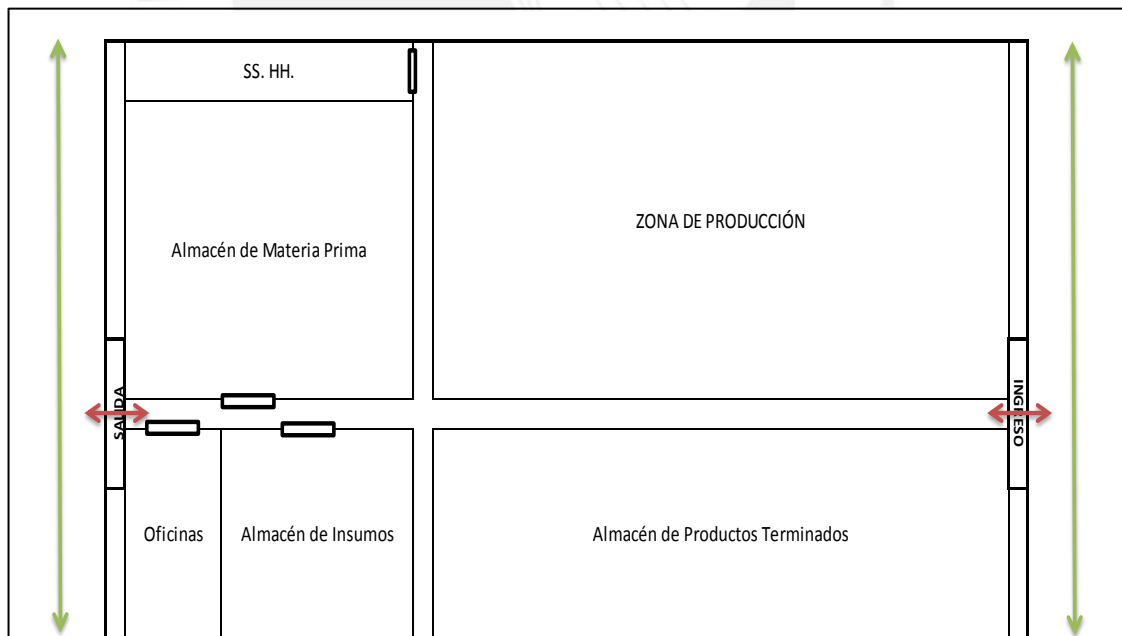 SS. HH.
ZONA DE PRODUCCIÓN
Almacén de Materia Prima
SALIDA
INGRESO
Oficinas
Almacén de Insumos
Almacén de Productos Terminados